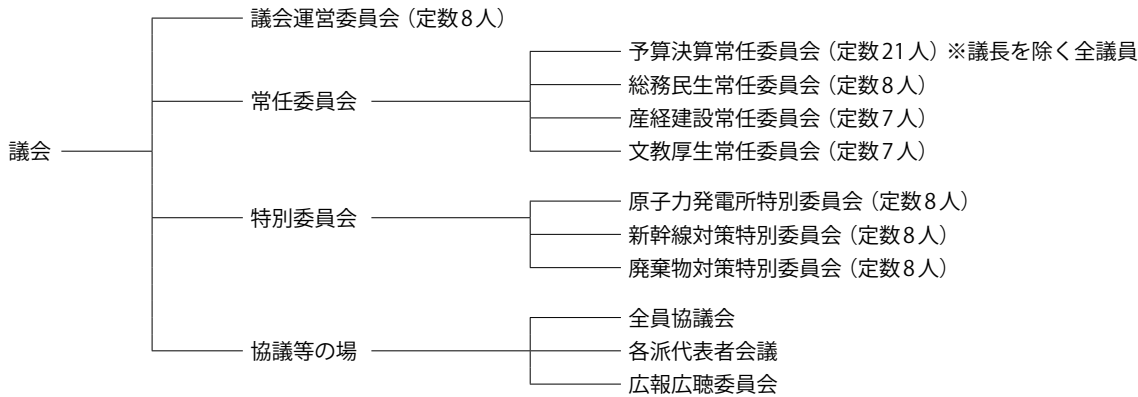 議会
議会運営委員会（定数8人）
常任委員会
予算決算常任委員会（定数21人）※議長を除く全議員
総務民生常任委員会（定数8人）
産経建設常任委員会（定数7人）
文教厚生常任委員会（定数7人）
特別委員会
原子力発電所特別委員会（定数8人）
新幹線対策特別委員会（定数8人）
廃棄物対策特別委員会（定数8人）
協議等の場
全員協議会
各派代表者会議
広報広聴委員会